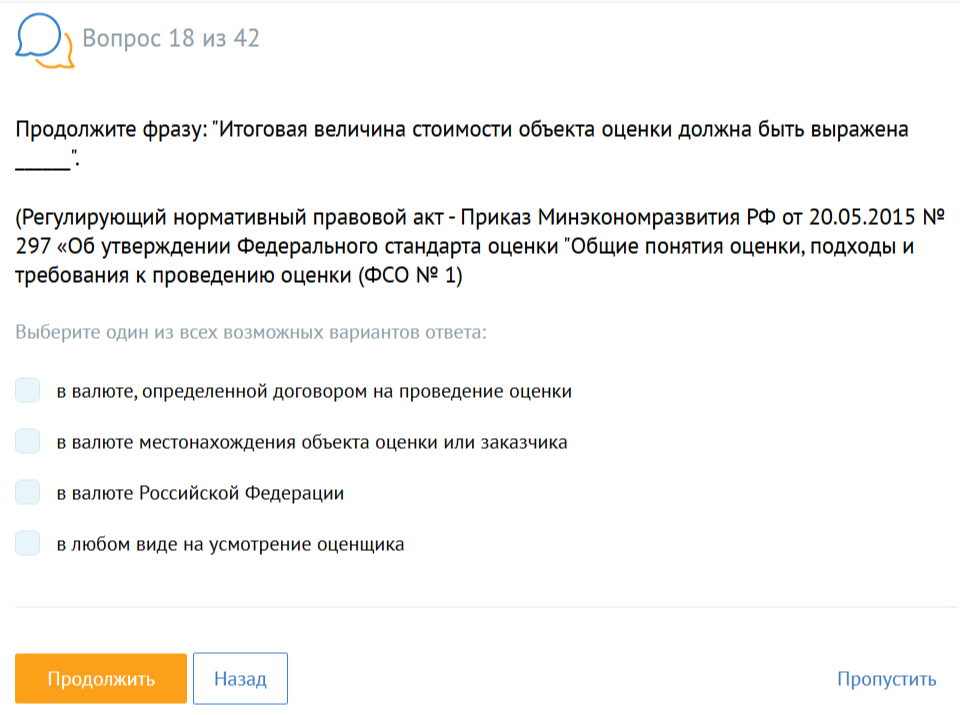 Вопрос 18 из 42
Продолжите фразу: "Итоговая величина стоимости объекта оценки должна быть выражена
______".
(Регулирующий нормативный правовой акт - Приказ Минэкономразвития РФ от 20.05.2015 №
297 «Об утверждении Федерального стандарта оценки "Общие понятия оценки, подходы и
требования к проведению оценки (ФСО № 1)
Выберите один из всех возможных вариантов ответа:
в валюте, определенной договором на проведение оценки
в валюте местонахождения объекта оценки или заказчика
в валюте Российской Федерации
в любом виде на усмотрение оценщика
Продолжить
Назад
Пропустить